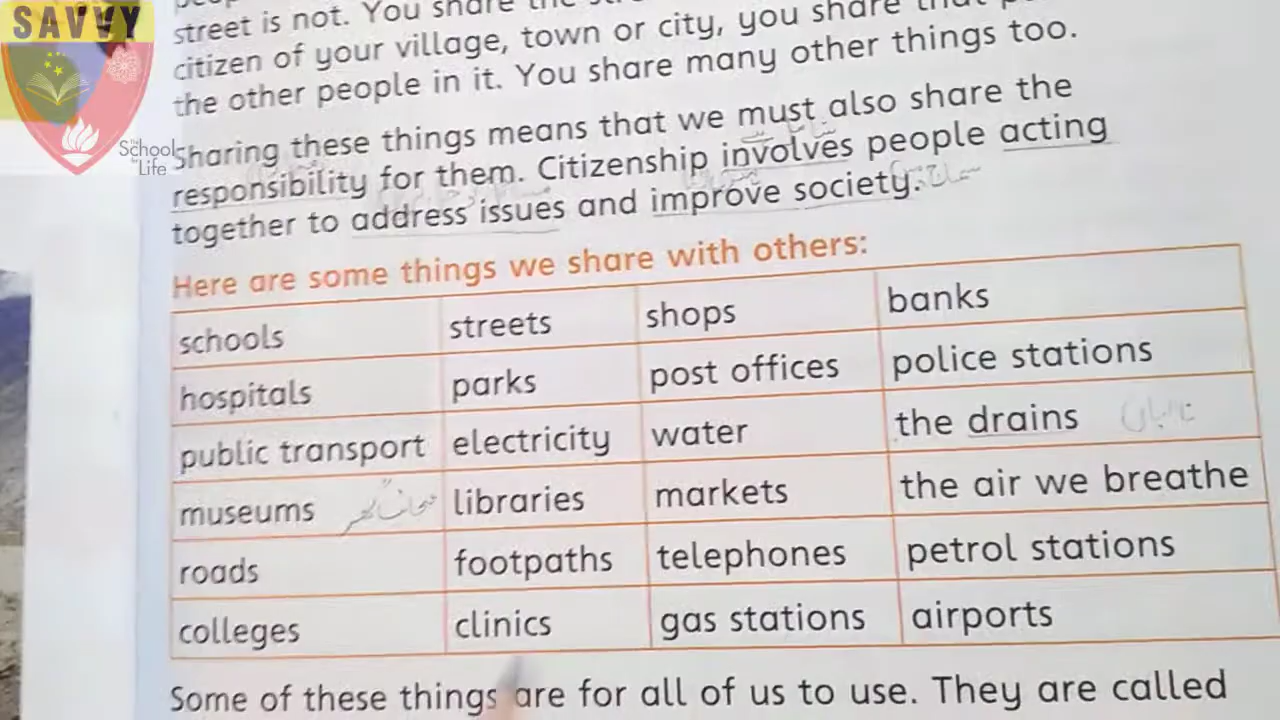 SAVVY
The School for Life
street is not. You share the
citizen of your village, town or city, you share that
the other people in it. You share many other things too.
Sharing these things means that we must also share the
responsibility for them. Citizenship involves people acting
together to address issues and improve society.
Here are some things we share with others:
schools streets shops banks
hospitals parks post offices police stations
public transport electricity water the drains
museums عجائب گھر libraries markets the air we breathe
roads footpaths telephones petrol stations
colleges clinics gas stations airports
Some of these things are for all of us to use. They are called